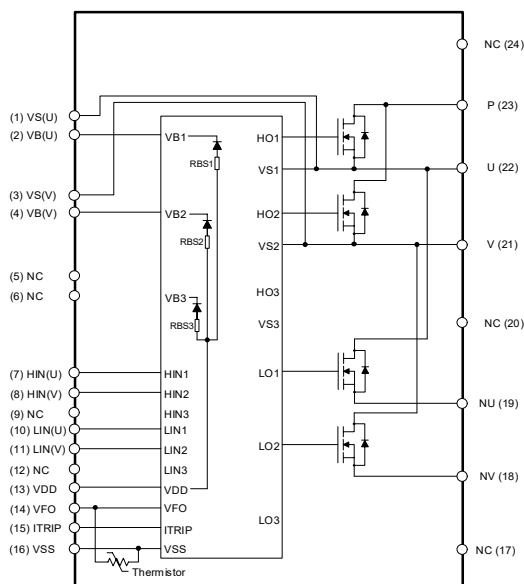 NC (24)
(1) VS(U)
(2) VB(U)
VB1
RBS1
HO1
VS1
P (23)
U (22)
(3) VS(V)
(4) VB(V)
VB2
RBS2
HO2
VS2
V (21)
(5) NC
(6) NC
VB3
RBS3
HO3
VS3
NC (20)
(7) HIN(U)
HIN1
LO1
(8) HIN(V)
HIN2
NU (19)
(9) NC
HIN3
(10) LIN(U)
LIN1
(11) LIN(V)
LIN2
LO2
(12) NC
LIN3
NV (18)
(13) VDD
VDD
(14) VFO
VFO
LO3
(15) ITRIP
ITRIP
(16) VSS
VSS
NC (17)
Thermistor